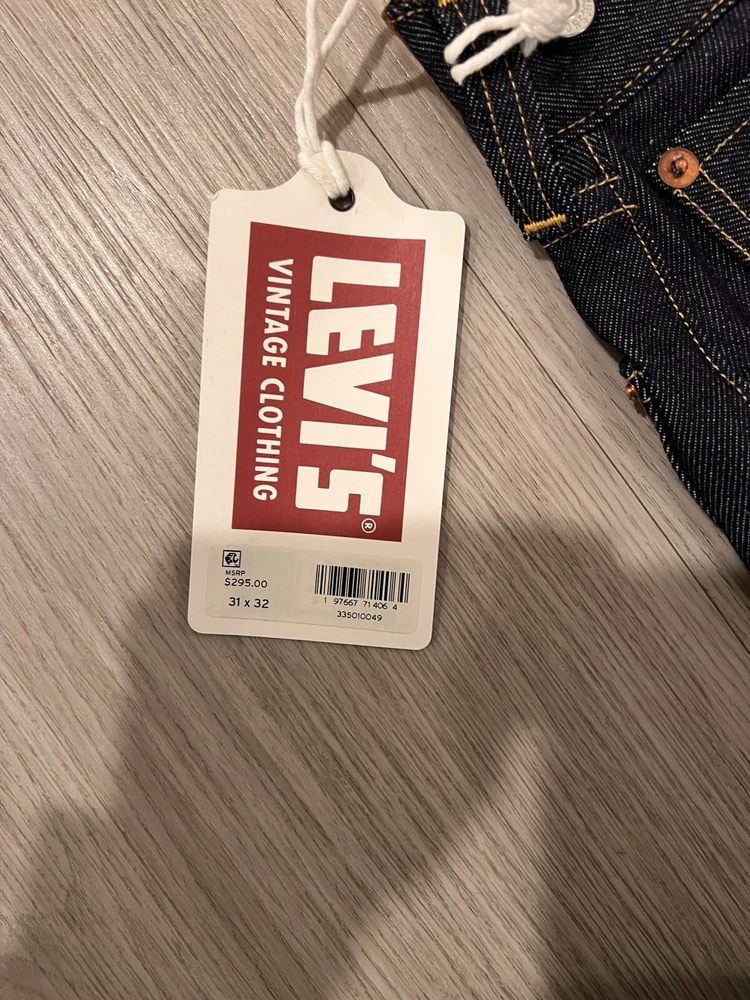 LEVI'S®
VINTAGE CLOTHING
MSRP
$295.00
31 x 32
1 97667 71406 4
335010049